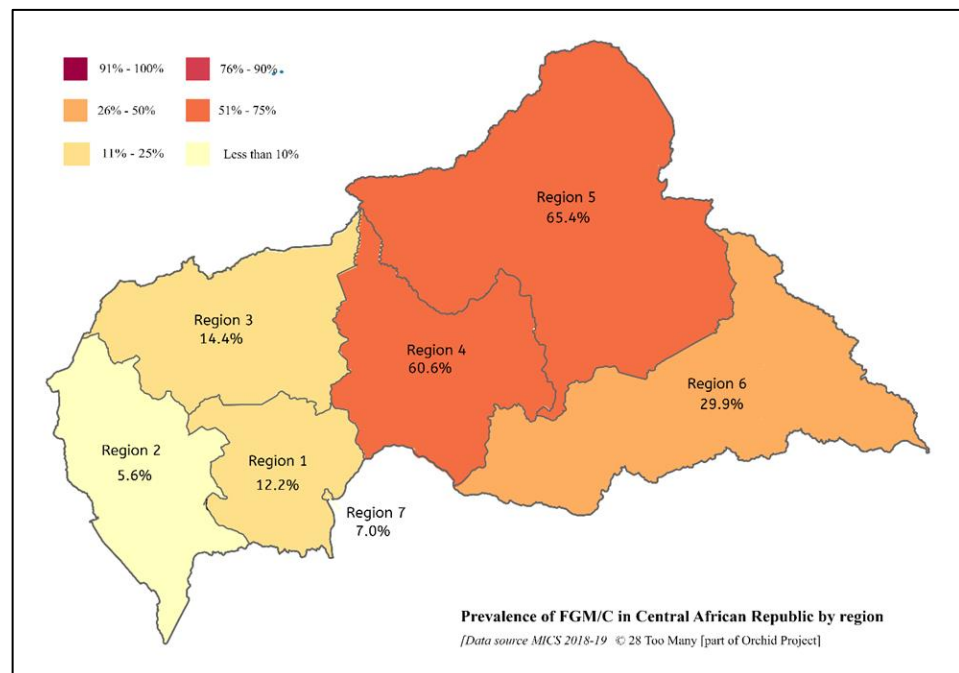 91% - 100%
76% - 90%
26% - 50%
51% - 75%
11% - 25%
Less than 10%
Region 5
65.4%
Region 3
14.4%
Region 4
60.6%
Region 6
29.9%
Region 2
5.6%
Region 1
12.2%
Region 7
7.0%
Prevalence of FGM/C in Central African Republic by region
[Data source MICS 2018-19 © 28 Too Many [part of Orchid Project]